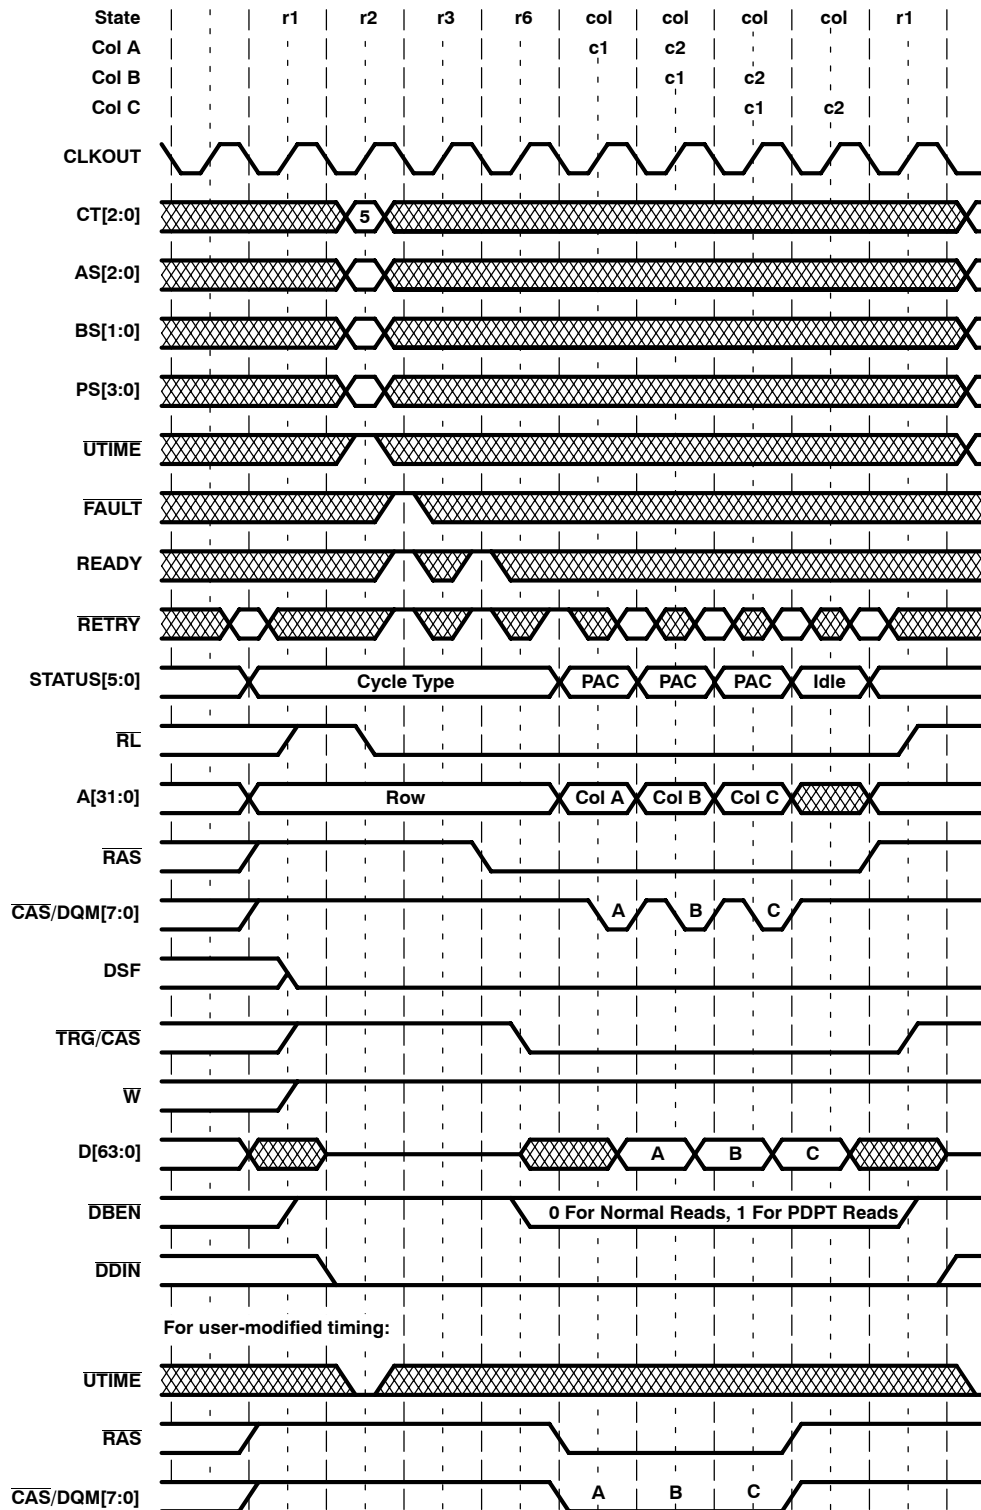 State r1 r2 r3 r6 col col col col r1
Col A c1 c2
Col B c1 c2
Col C c1 c2
CLKOUT
CT[2:0] 5
AS[2:0]
BS[1:0]
PS[3:0]
UTIME
FAULT
READY
RETRY
STATUS[5:0] Cycle Type PAC PAC PAC Idle
RL
A[31:0] Row Col A Col B Col C
RAS
CAS/DQM[7:0] A B C
DSF
TRG/CAS
W
D[63:0] A B C
DBEN 0 For Normal Reads, 1 For PDPT Reads
DDIN
For user-modified timing:
UTIME
RAS
CAS/DQM[7:0] A B C